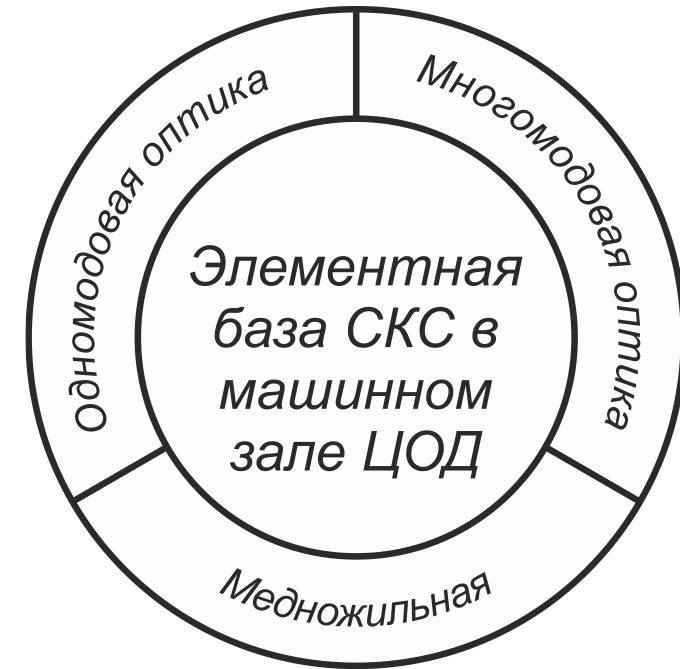 Одномодовая оптика
Многомодовая оптика
Элементная
база СКС в
машинном
зале ЦОД
Медножильная